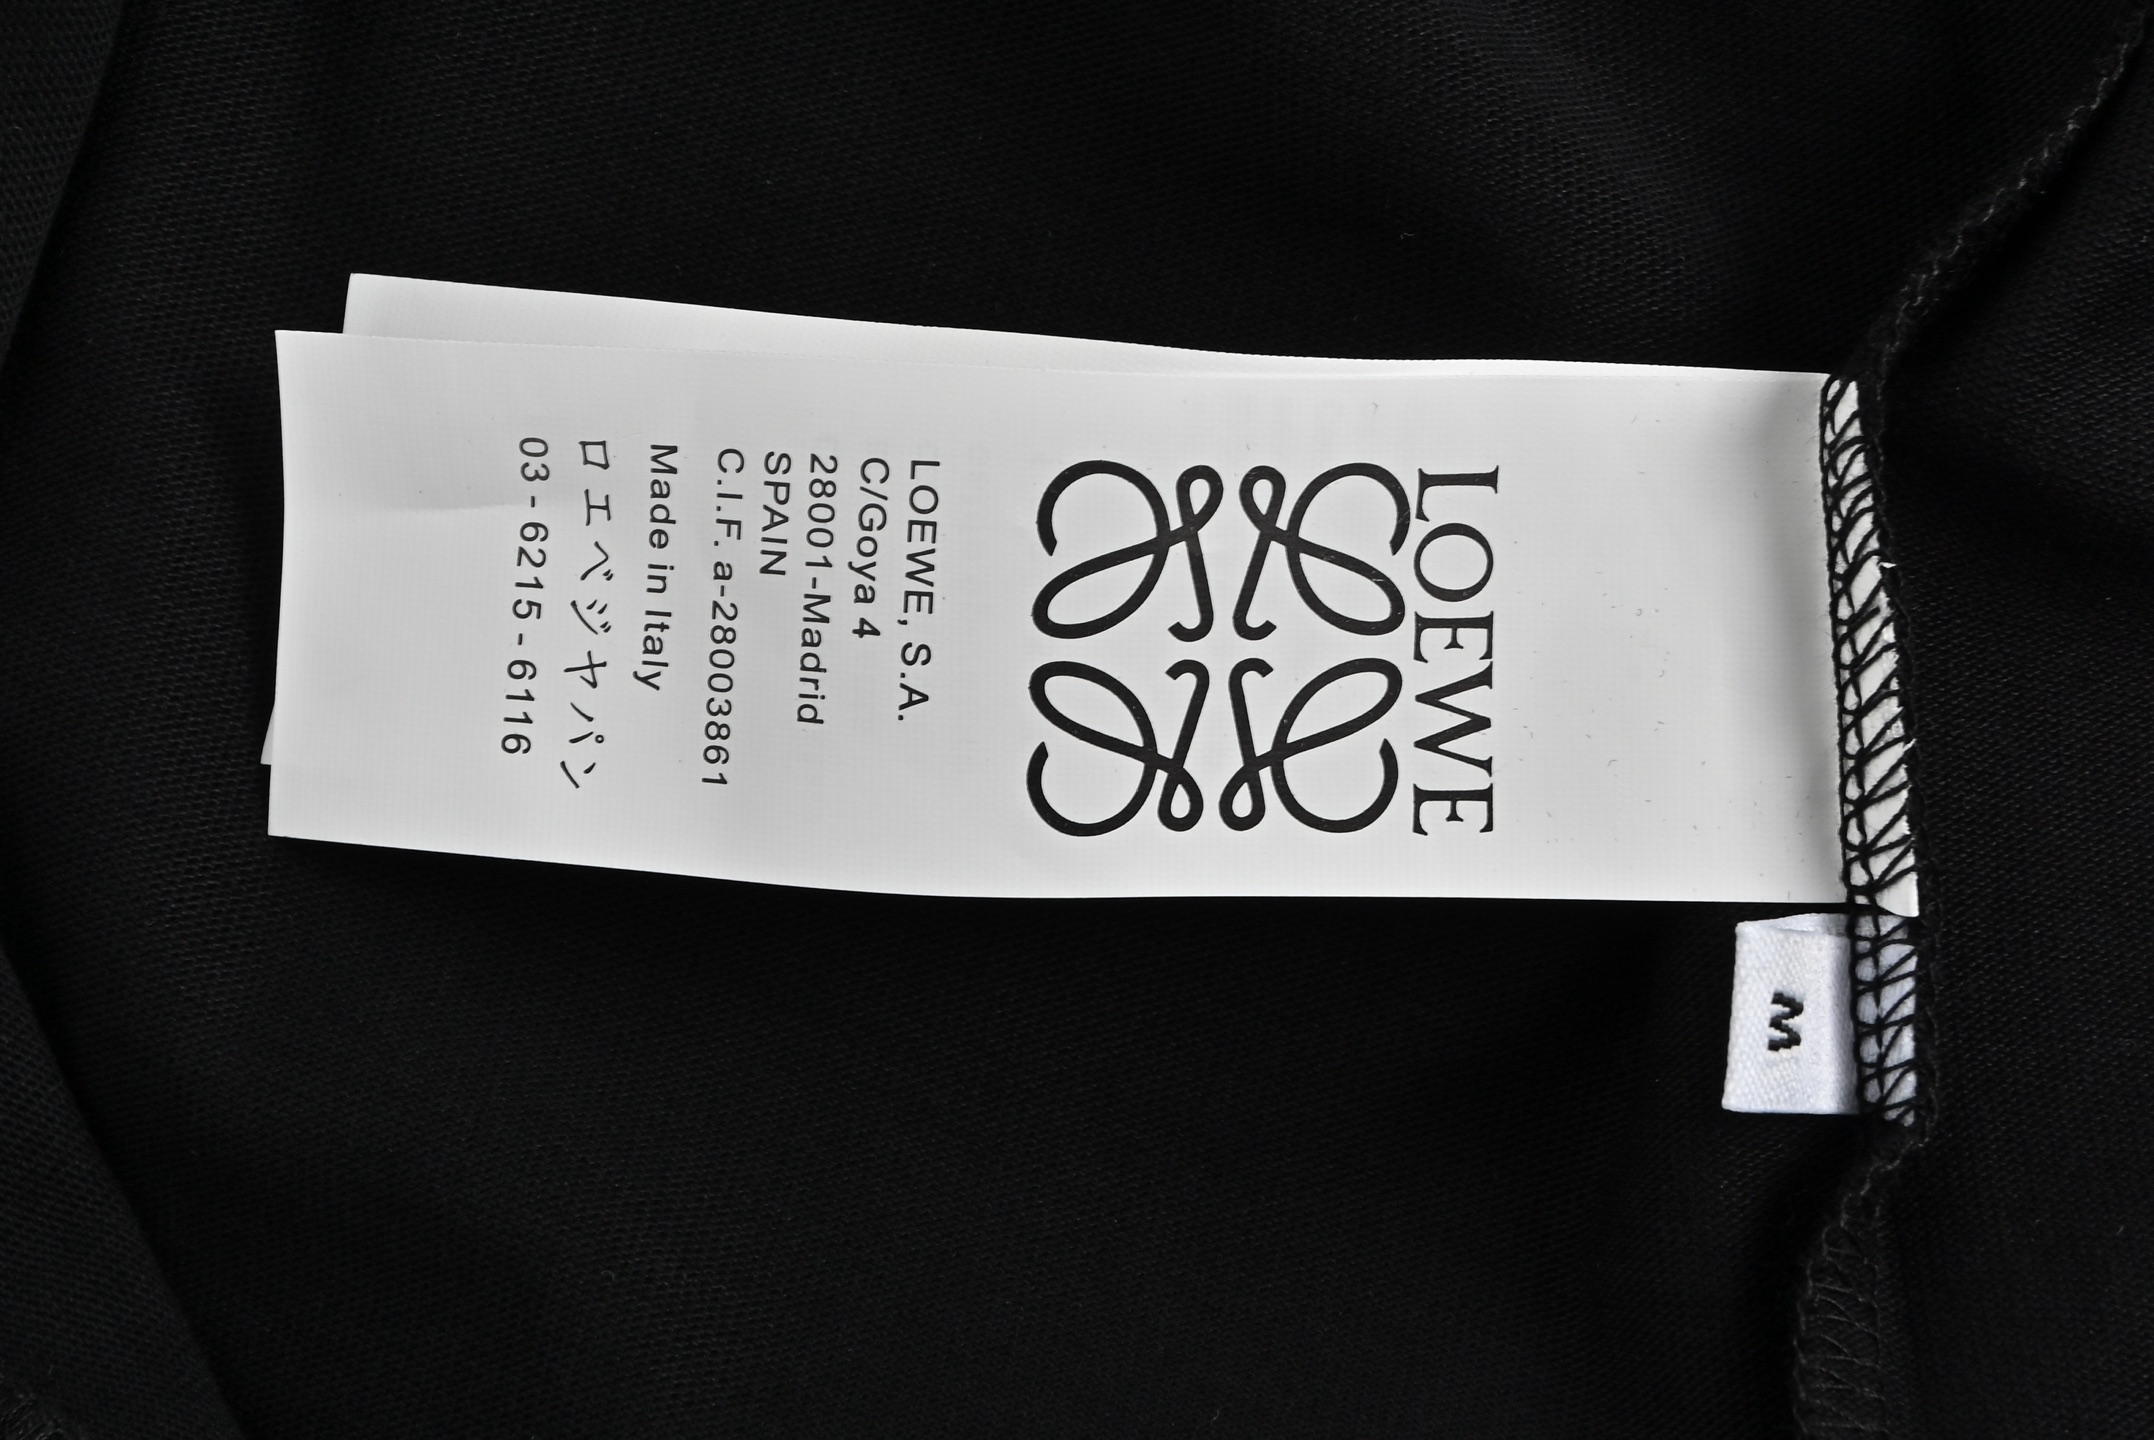 LOEWE
LOEWE, S.A.
C/Goya 4
28001-Madrid
SPAIN
C.I.F. a-28003861
Made in Italy
ロエベジャパン
03-6215-6116
M